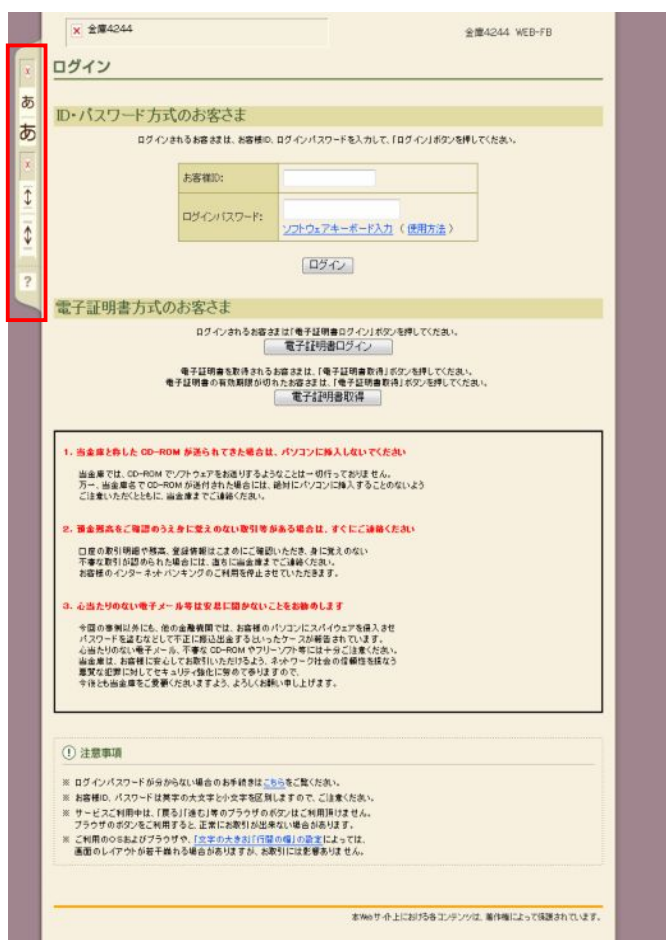 金庫4244
金庫4244 WEB-FB
ログイン
あ
あ
?
ID・パスワード方式のお客さま
ログインされるお客さまは、お客様ID、ログインパスワードを入力して、「ログイン」ボタンを押してください。
お客様ID:
ログインパスワード:
ソフトウェアキーボード入力 ( 使用方法 )
ログイン
電子証明書方式のお客さま
ログインされるお客さまは「電子証明書ログイン」ボタンを押してください。
電子証明書ログイン
電子証明書を取得されるお客さまは、「電子証明書取得」ボタンを押してください。
電子証明書の有効期限が切れたお客さまは、「電子証明書取得」ボタンを押してください。
電子証明書取得
1. 当金庫と称した CD-ROM が送られてきた場合は、パソコンに挿入しないでください
当金庫では、CD-ROM でソフトウェアをお送りするようなことは一切行っておりません。
万一、当金庫名で CD-ROM が送付された場合には、絶対にパソコンに挿入することのないよう
ご注意いただくとともに、当金庫までご連絡ください。
2. 預金残高をご確認のうえ身に覚えのない取引等がある場合は、すぐにご連絡ください
口座の取引明細や残高、登録情報はこまめにご確認いただき、身に覚えのない
不審な取引が認められた場合には、直ちに当金庫までご連絡ください。
お客様のインターネットバンキングのご利用を停止させていただきます。
3. 心当たりのない電子メール等は安易に開かないことをお勧めします
今回の事例以外にも、他の金融機関では、お客様のパソコンにスパイウェアを侵入させ
パスワードを盗むなどして不正に振込出金するといったケースが報告されています。
心当たりのない電子メール、不審な CD-ROM やフリーソフト等には十分ご注意ください。
当金庫は、お客様に安心してお取引いただけるよう、ネットワーク社会の信頼性を損なう
悪質な犯罪に対してセキュリティ強化に努めて参りますので、
今後とも当金庫をご愛顧くださいますよう、よろしくお願い申し上げます。
注意事項
※ ログインパスワードが分からない場合のお手続きはこちらをご覧ください。
※ お客様ID、パスワードは英字の大文字と小文字を区別しますので、ご注意ください。
※ サービスご利用中は、「戻る」「進む」等のブラウザのボタンはご利用頂けません。
ブラウザのボタンをご利用すると、正常にお取引が出来ない場合があります。
※ ご利用のOSおよびブラウザや、「文字の大きさ」「行間の幅」の設定によっては、
画面のレイアウトが若干崩れる場合がありますが、お取引には影響ありません。
本Webサイト上における各コンテンツは、著作権によって保護されています。